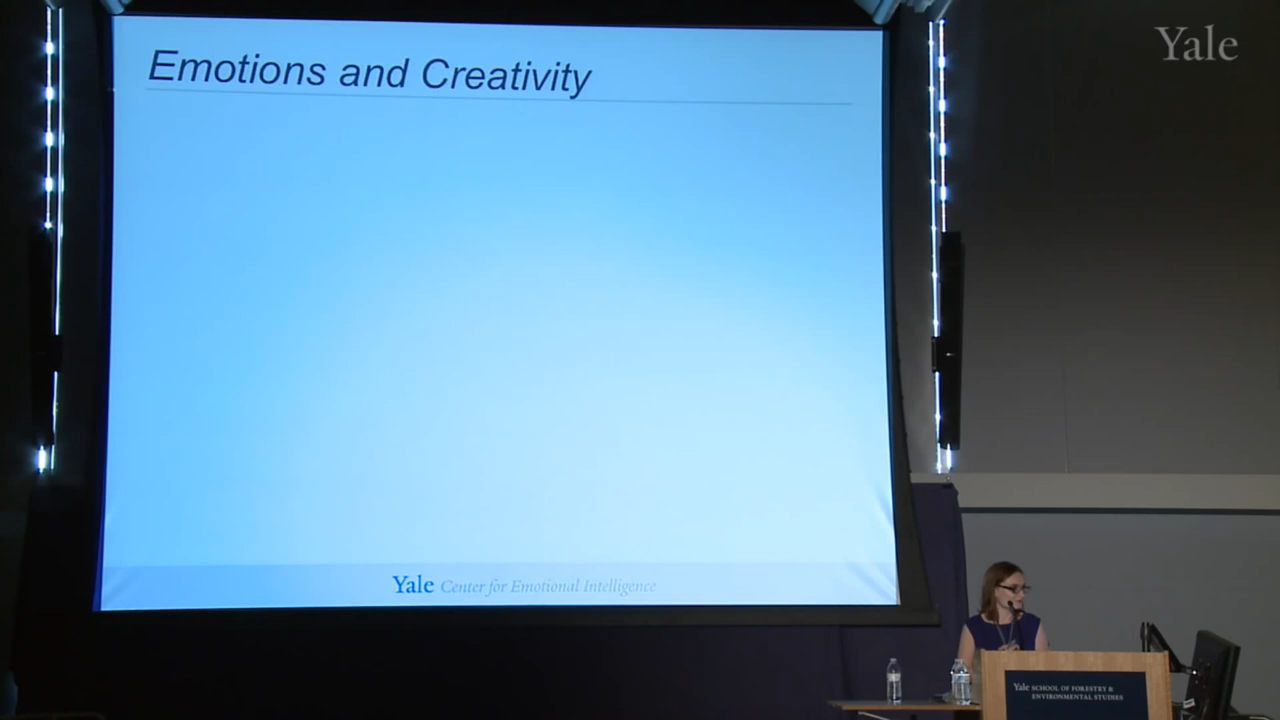 Emotions and Creativity
Yale
Yale Center for Emotional Intelligence
Yale SCHOOL OF FORESTRY &
ENVIRONMENTAL STUDIES